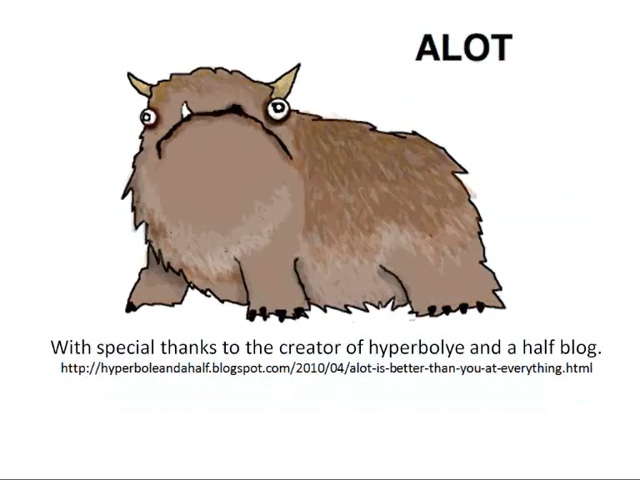 ALOT
With special thanks to the creator of hyperbolye and a half blog.
http://hyperboleandahalf.blogspot.com/2010/04/alot-is-better-than-you-at-everything.html